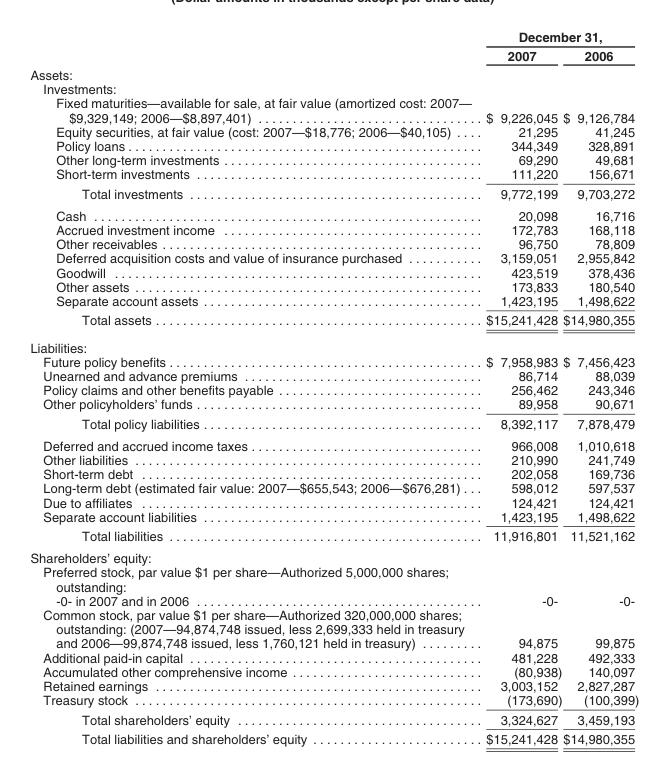 (Dollar amounts in thousands except per share data)
December 31,
2007 2006
Assets:
Investments:
Fixed maturities—available for sale, at fair value (amortized cost: 2007—
$9,329,149; 2006—$8,897,401) . . . . . . . . . . $ 9,226,045 $ 9,126,784
Equity securities, at fair value (cost: 2007—$18,776; 2006—$40,105) . . . . 21,295 41,245
Policy loans . . . . . . . . . . 344,349 328,891
Other long-term investments . . . . . . . . . . 69,290 49,681
Short-term investments . . . . . . . . . . 111,220 156,671
Total investments . . . . . . . . . . 9,772,199 9,703,272
Cash . . . . . . . . . . 20,098 16,716
Accrued investment income . . . . . . . . . . 172,783 168,118
Other receivables . . . . . . . . . . 96,750 78,809
Deferred acquisition costs and value of insurance purchased . . . . . . . . . . 3,159,051 2,955,842
Goodwill . . . . . . . . . . 423,519 378,436
Other assets . . . . . . . . . . 173,833 180,540
Separate account assets . . . . . . . . . . 1,423,195 1,498,622
Total assets . . . . . . . . . . $15,241,428 $14,980,355
Liabilities:
Future policy benefits . . . . . . . . . . $ 7,958,983 $ 7,456,423
Unearned and advance premiums . . . . . . . . . . 86,714 88,039
Policy claims and other benefits payable . . . . . . . . . . 256,462 243,346
Other policyholders' funds . . . . . . . . . . 89,958 90,671
Total policy liabilities . . . . . . . . . . 8,392,117 7,878,479
Deferred and accrued income taxes . . . . . . . . . . 966,008 1,010,618
Other liabilities . . . . . . . . . . 210,990 241,749
Short-term debt . . . . . . . . . . 202,058 169,736
Long-term debt (estimated fair value: 2007—$655,543; 2006—$676,281) . . . 598,012 597,537
Due to affiliates . . . . . . . . . . 124,421 124,421
Separate account liabilities . . . . . . . . . . 1,423,195 1,498,622
Total liabilities . . . . . . . . . . 11,916,801 11,521,162
Shareholders' equity:
Preferred stock, par value $1 per share—Authorized 5,000,000 shares;
outstanding:
-0- in 2007 and in 2006 . . . . . . . . . . -0- -0-
Common stock, par value $1 per share—Authorized 320,000,000 shares;
outstanding: (2007—94,874,748 issued, less 2,699,333 held in treasury
and 2006—99,874,748 issued, less 1,760,121 held in treasury) . . . . . . . . . 94,875 99,875
Additional paid-in capital . . . . . . . . . . 481,228 492,333
Accumulated other comprehensive income . . . . . . . . . . (80,938) 140,097
Retained earnings . . . . . . . . . . 3,003,152 2,827,287
Treasury stock . . . . . . . . . . (173,690) (100,399)
Total shareholders' equity . . . . . . . . . . 3,324,627 3,459,193
Total liabilities and shareholders' equity . . . . . . . . . . $15,241,428 $14,980,355